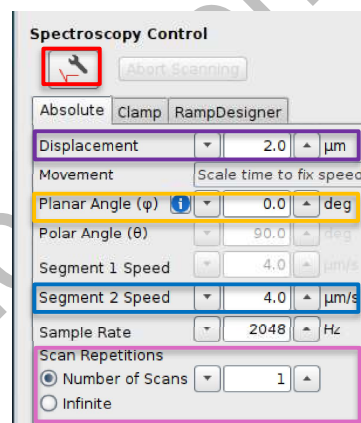 Spectroscopy Control
Abort Scanning
Absolute Clamp RampDesigner
Displacement 2.0 µm
Movement Scale time to fix speed
Planar Angle (φ) i 0.0 deg
Polar Angle (θ) 90.0 deg
Segment 1 Speed 4.0 µm/s
Segment 2 Speed 4.0 µm/s
Sample Rate 2048 Hz
Scan Repetitions
Number of Scans 1
Infinite